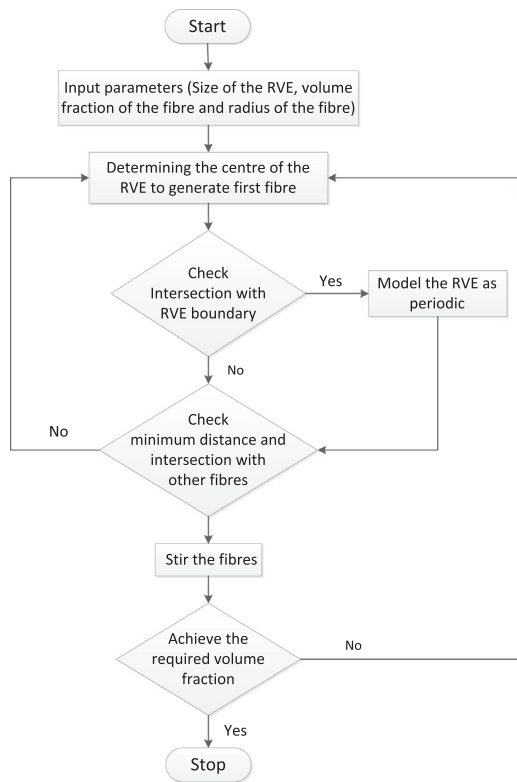 Start
Input parameters (Size of the RVE, volume
fraction of the fibre and radius of the fibre)
Determining the centre of the
RVE to generate first fibre
Check
Intersection with
RVE boundary
Yes
Model the RVE as
periodic
No
Check
minimum distance and
intersection with
other fibres
No
Stir the fibres
Achieve the
required volume
fraction
No
Yes
Stop